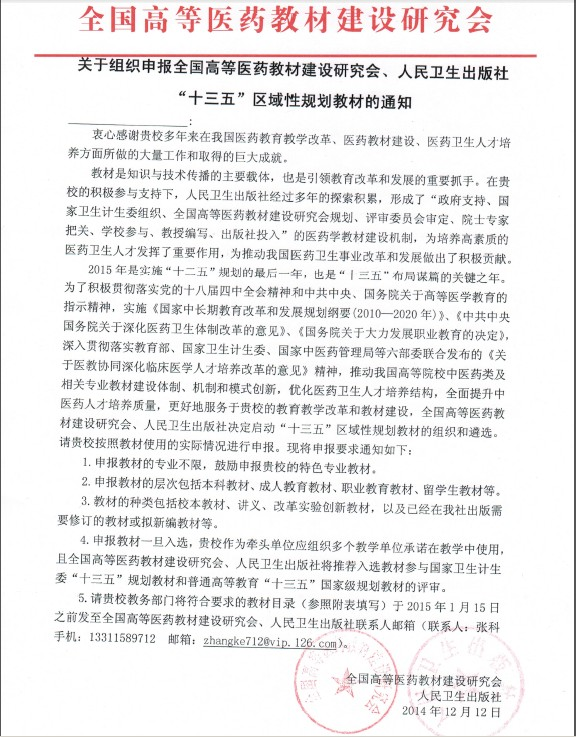 全国高等医药教材建设研究会
关于组织申报全国高等医药教材建设研究会、人民卫生出版社
“十三五”区域性规划教材的通知
:
衷心感谢贵校多年来在我国医药教育教学改革、医药教材建设、医药卫生人才培
养方面所做的大量工作和取得的巨大成就。
教材是知识与技术传播的主要载体，也是引领教育改革和发展的重要抓手。在贵
校的积极参与支持下，人民卫生出版社经过多年的探索积累，形成了“政府支持、国
家卫生计生委组织、全国高等医药教材建设研究会规划、评审委员会审定、院士专家
把关、学校参与、教授编写、出版社投入”的医药学教材建设机制，为培养高素质的
医药卫生人才发挥了重要作用，为推动我国医药卫生事业改革和发展做出了积极贡献。
2015年是实施“十二五”规划的最后一年，也是“十三五”布局谋篇的关键之年。
为了积极贯彻落实党的十八届四中全会精神和中共中央、国务院关于高等医学教育的
指示精神，实施《国家中长期教育改革和发展规划纲要(2010—2020年)》、《中共中央
国务院关于深化医药卫生体制改革的意见》、《国务院关于大力发展职业教育的决定》，
深入贯彻落实教育部、国家卫生计生委、国家中医药管理局等六部委联合发布的《关
于医教协同深化临床医学人才培养改革的意见》精神，推动我国高等院校中医药类及
相关专业教材建设体制、机制和模式创新，优化医药卫生人才培养结构，全面提升中
医药人才培养质量，更好地服务于贵校的教育教学改革和教材建设，全国高等医药教
材建设研究会、人民卫生出版社决定启动“十三五”区域性规划教材的组织和遴选。
请贵校按照教材使用的实际情况进行申报。现将申报要求通知如下：
1.申报教材的专业不限，鼓励申报贵校的特色专业教材。
2.申报教材的层次包括本科教材、成人教育教材、职业教育教材、留学生教材等。
3.教材的种类包括校本教材、讲义、改革实验创新教材，以及已经在我社出版需
要修订的教材或拟新编教材等。
4.申报教材一旦入选，贵校作为牵头单位应组织多个教学单位承诺在教学中使用，
且全国高等医药教材建设研究会、人民卫生出版社将推荐入选教材参与国家卫生计生
委“十三五”规划教材和普通高等教育“十三五”国家级规划教材的评审。
5.请贵校教务部门将符合要求的教材目录（参照附表填写）于2015年1月15日
之前发至全国高等医药教材建设研究会、人民卫生出版社联系人邮箱（联系人：张科
手机：13311589712 邮箱：zhangke712@vip.126.com）。
全国高等医药教材建设研究会
人民卫生出版社
2014年12月12日